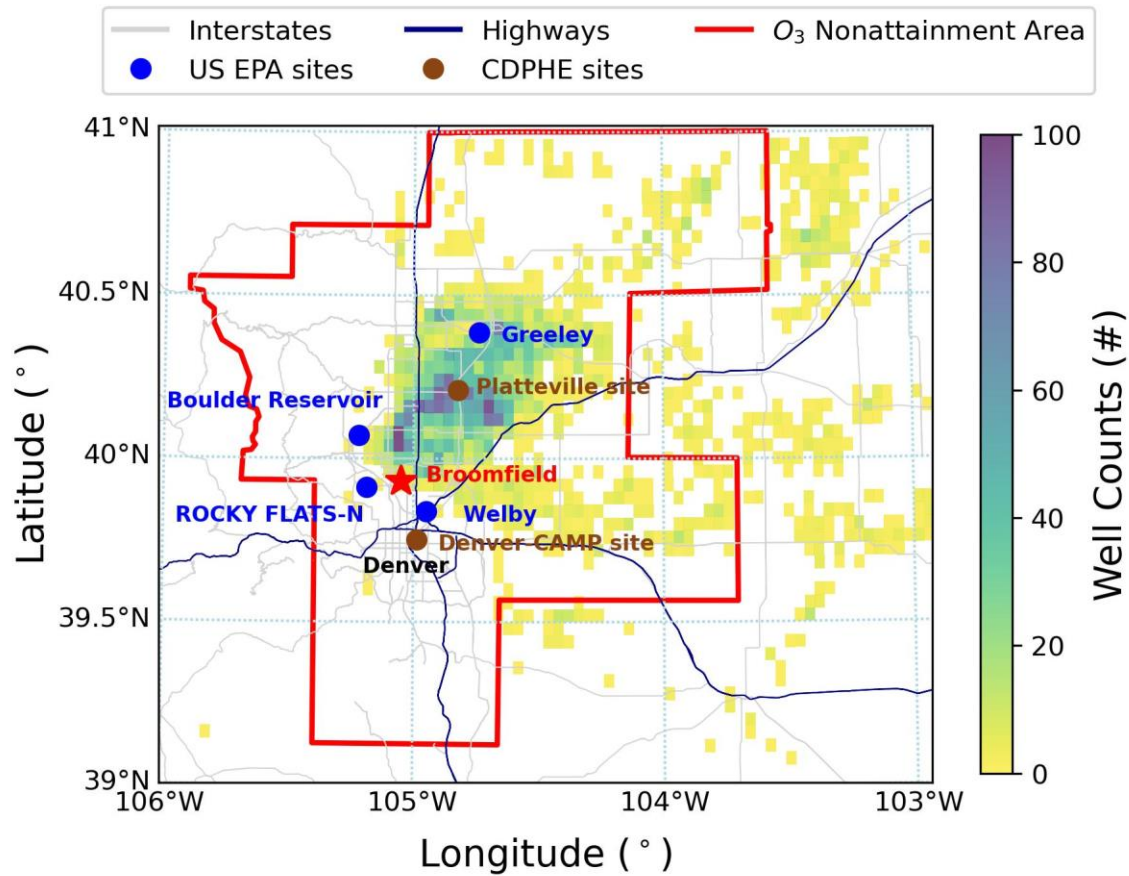 Interstates
Highways
O₃ Nonattainment Area
US EPA sites
CDPHE sites
41°N
40.5°N
40°N
39.5°N
39°N
106°W
105°W
104°W
103°W
Latitude (°)
Longitude (°)
Greeley
Platteville site
Boulder Reservoir
Broomfield
ROCKY FLATS-N
Welby
Denver CAMP site
Denver
100
80
60
40
20
0
Well Counts (#)